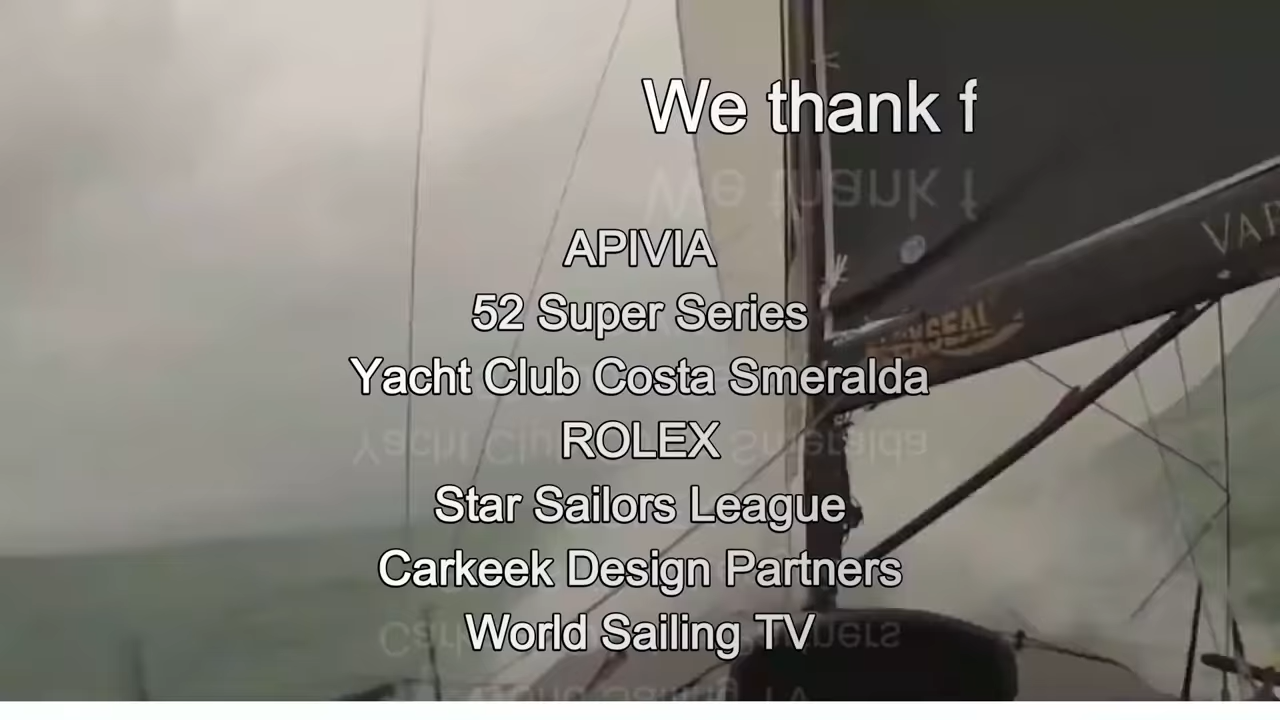 We thank f
APIVIA
52 Super Series
Yacht Club Costa Smeralda
ROLEX
Star Sailors League
Carkeek Design Partners
World Sailing TV